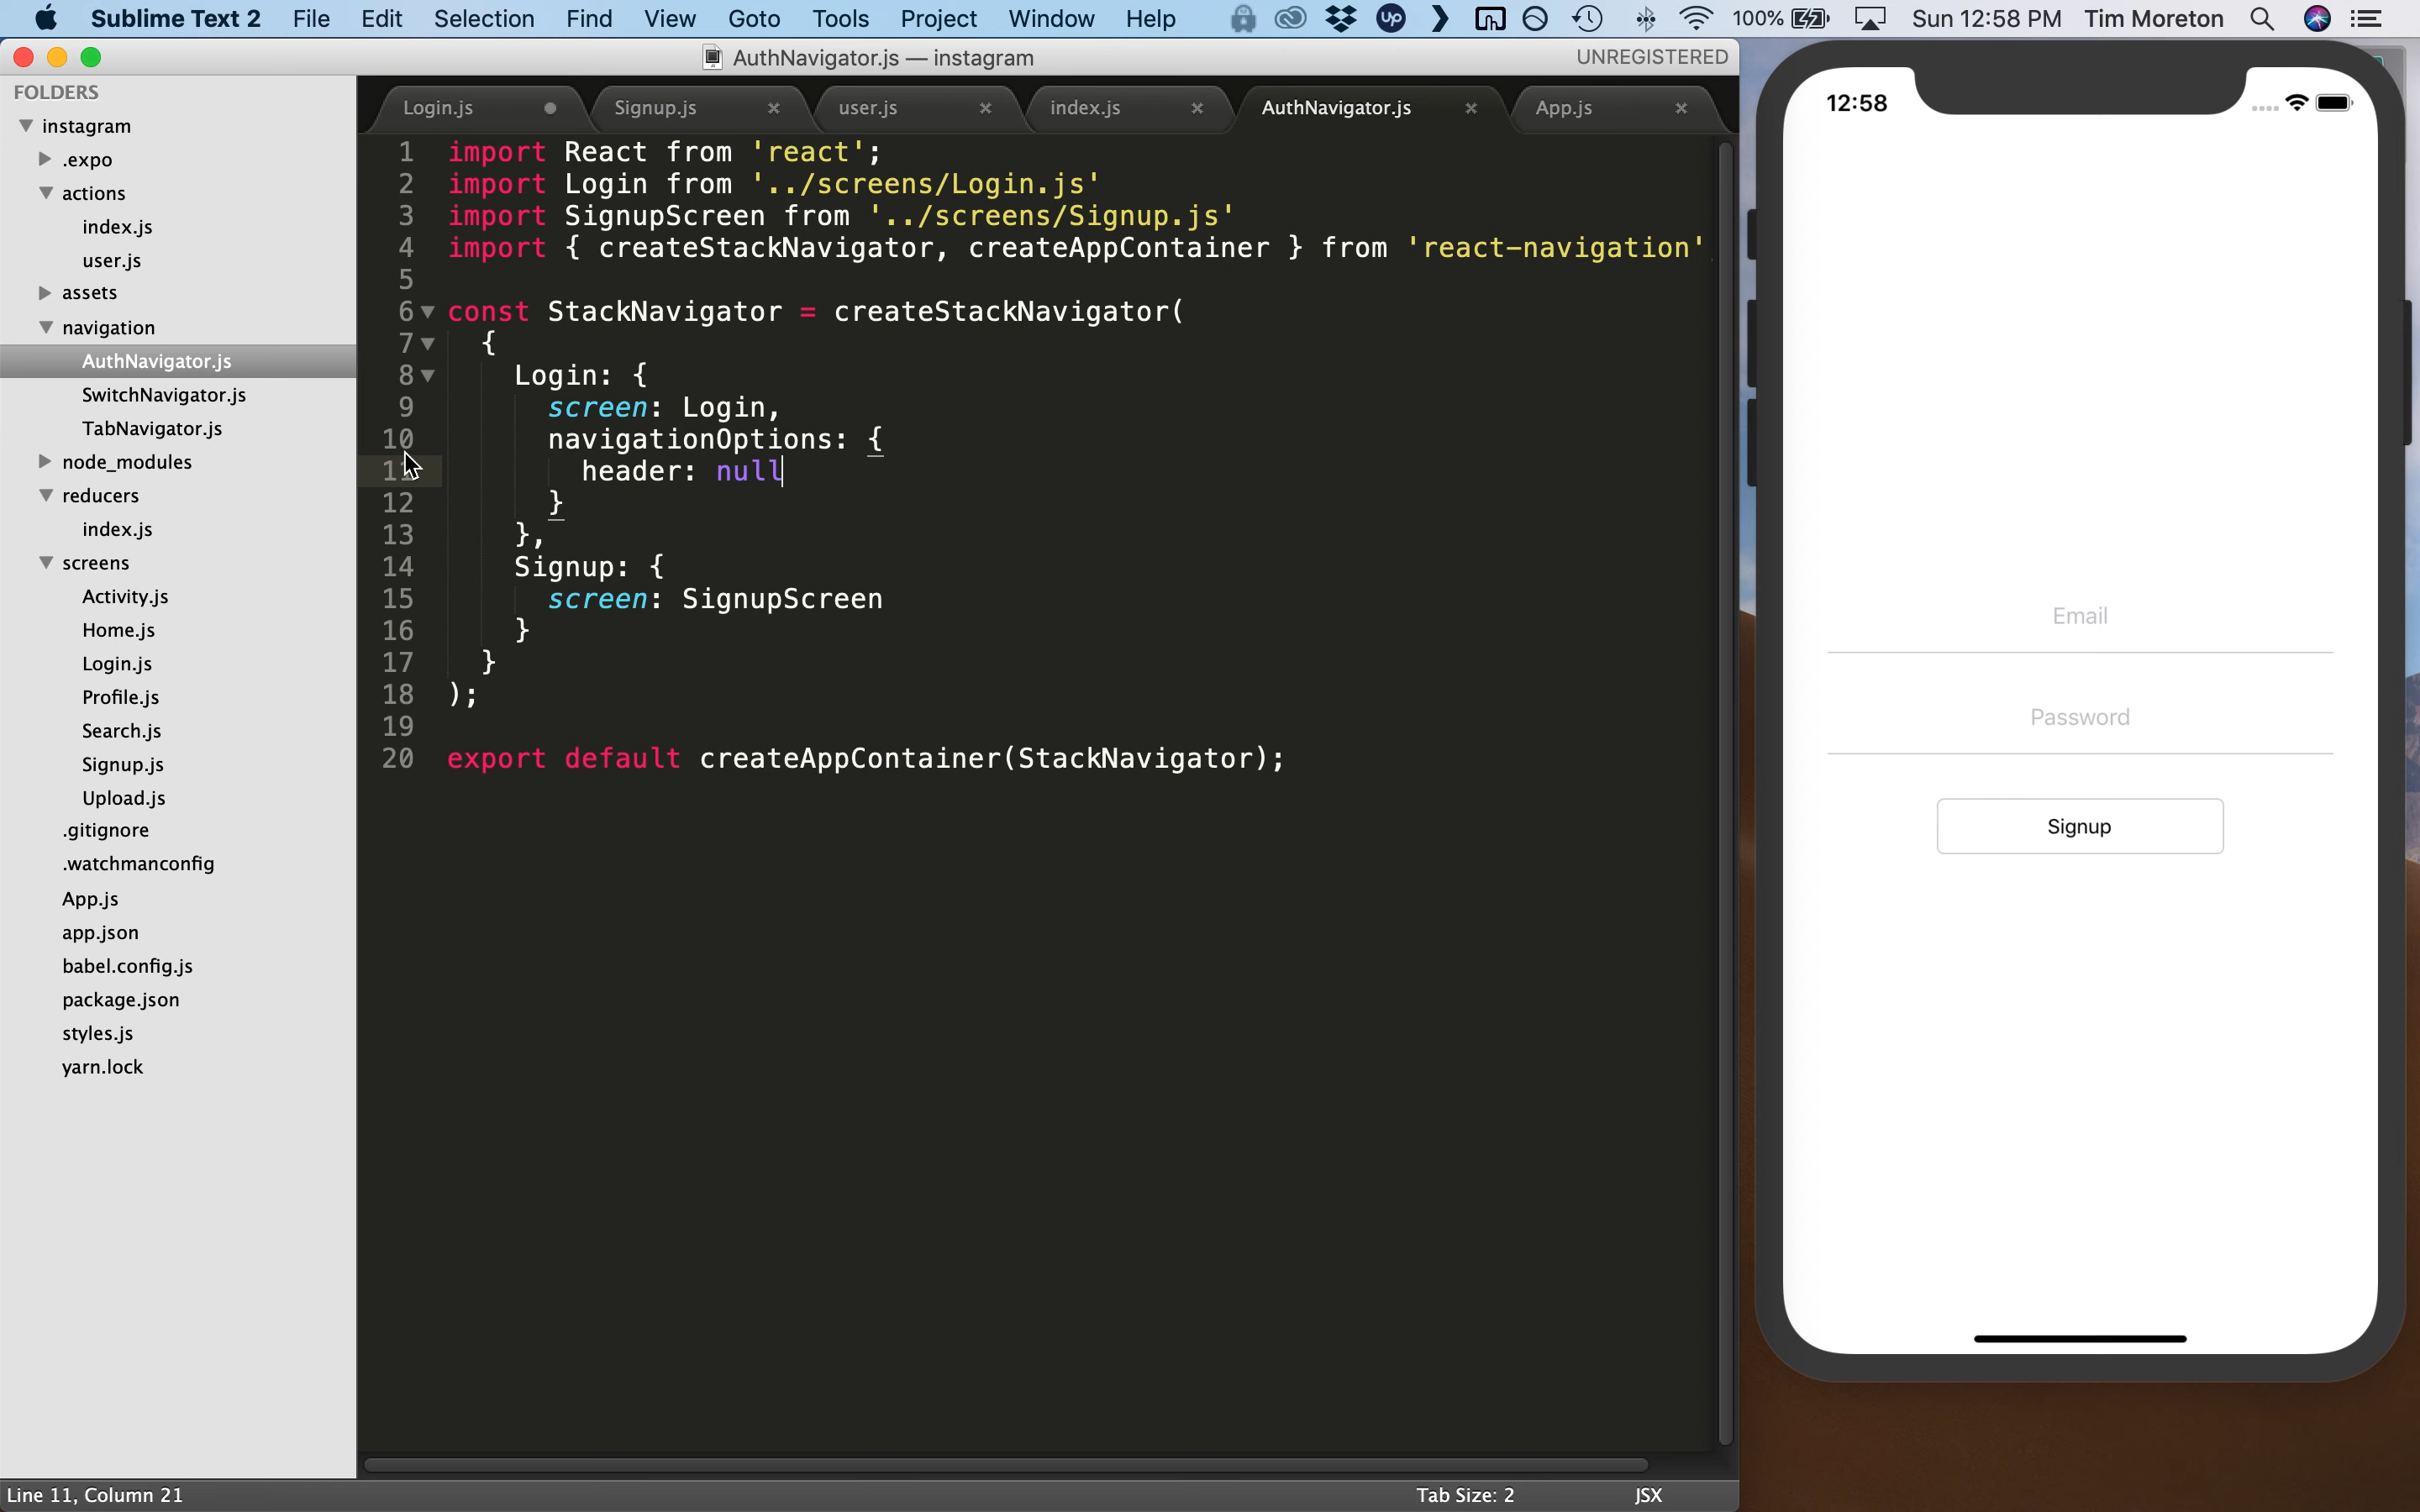 Sublime Text 2 File Edit Selection Find View Goto Tools Project Window Help Up 100% Sun 12:58 PM Tim Moreton
AuthNavigator.js — instagram UNREGISTERED
FOLDERS
instagram
.expo
actions
index.js
user.js
assets
navigation
AuthNavigator.js
SwitchNavigator.js
TabNavigator.js
node_modules
reducers
index.js
screens
Activity.js
Home.js
Login.js
Profile.js
Search.js
Signup.js
Upload.js
.gitignore
.watchmanconfig
App.js
app.json
babel.config.js
package.json
styles.js
yarn.lock
Login.js Signup.js user.js index.js AuthNavigator.js App.js
1 import React from 'react';
2 import Login from '../screens/Login.js'
3 import SignupScreen from '../screens/Signup.js'
4 import { createStackNavigator, createAppContainer } from 'react-navigation'
5
6 const StackNavigator = createStackNavigator(
7 {
8 Login: {
9 screen: Login,
10 navigationOptions: {
11 header: null
12 }
13 },
14 Signup: {
15 screen: SignupScreen
16 }
17 }
18 );
19
20 export default createAppContainer(StackNavigator);
Line 11, Column 21 Tab Size: 2 JSX
12:58
Email
Password
Signup